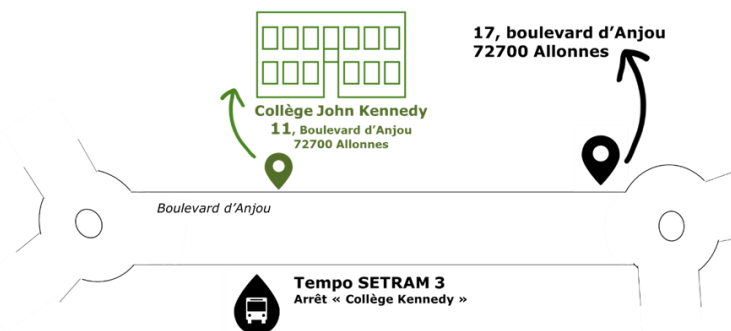 17, boulevard d’Anjou
72700 Allonnes
Collège John Kennedy
11, Boulevard d’Anjou
72700 Allonnes
Boulevard d’Anjou
Tempo SETRAM 3
Arrêt « Collège Kennedy »